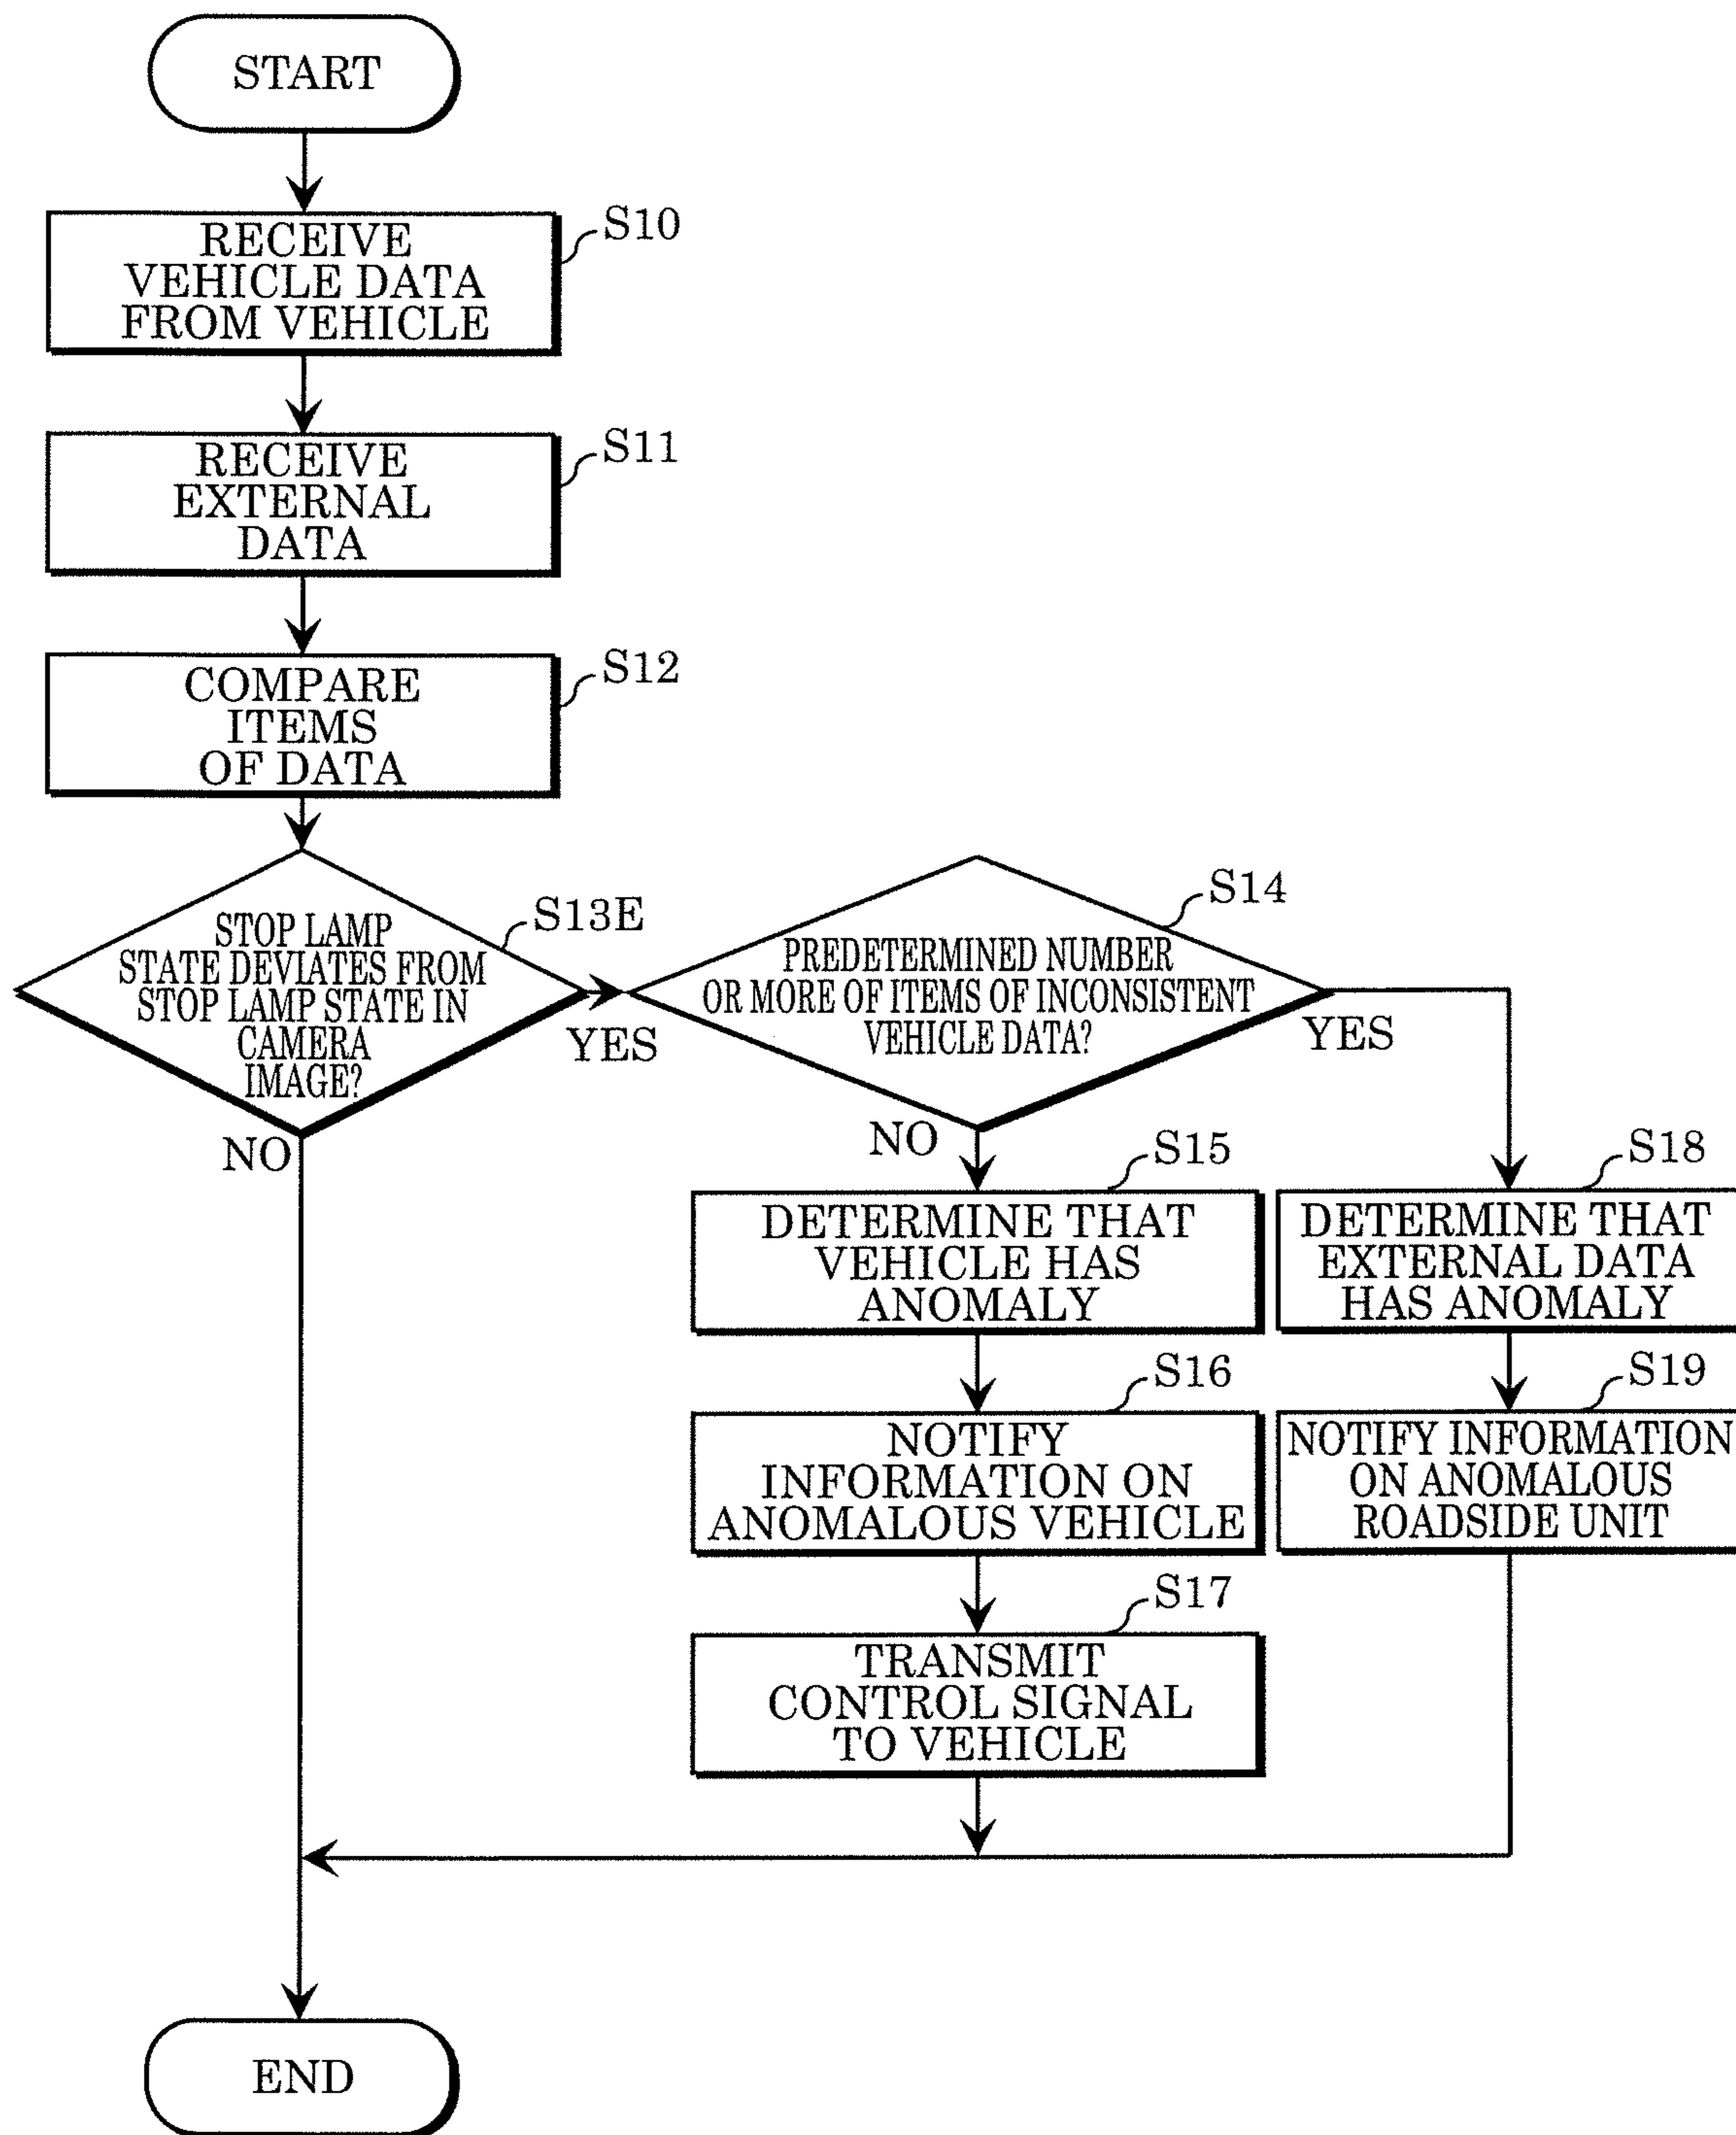 START
S10
RECEIVE
VEHICLE DATA
FROM VEHICLE
S11
RECEIVE
EXTERNAL
DATA
S12
COMPARE
ITEMS
OF DATA
S13E
STOP LAMP
STATE DEVIATES FROM
STOP LAMP STATE IN
CAMERA
IMAGE?
YES
NO
S14
PREDETERMINED NUMBER
OR MORE OF ITEMS OF INCONSISTENT
VEHICLE DATA?
YES
NO
S15
DETERMINE THAT
VEHICLE HAS
ANOMALY
S16
NOTIFY
INFORMATION ON
ANOMALOUS VEHICLE
S17
TRANSMIT
CONTROL SIGNAL
TO VEHICLE
S18
DETERMINE THAT
EXTERNAL DATA
HAS ANOMALY
S19
NOTIFY INFORMATION
ON ANOMALOUS
ROADSIDE UNIT
END